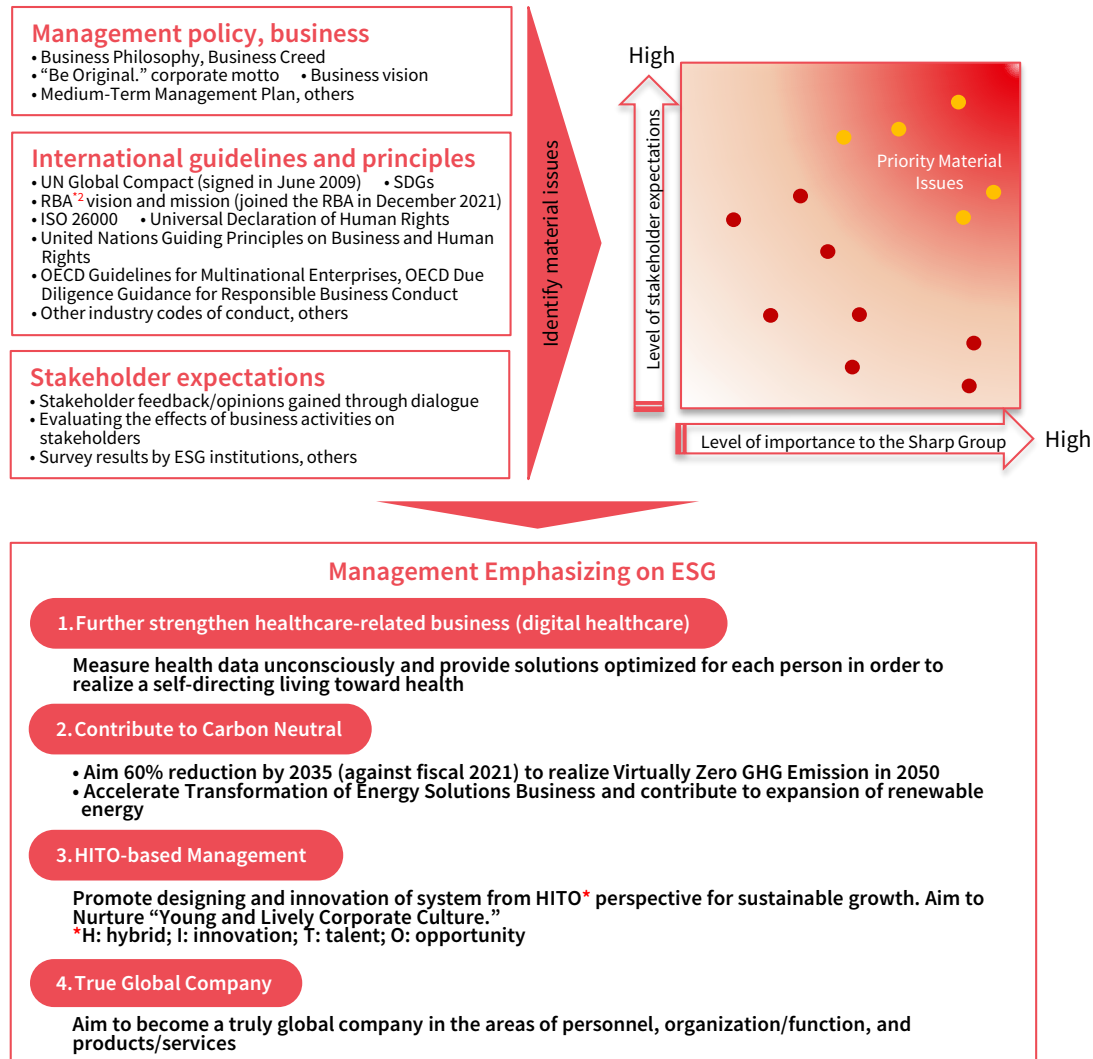 Management policy, business
• Business Philosophy, Business Creed
• “Be Original.” corporate motto • Business vision
• Medium-Term Management Plan, others
International guidelines and principles
• UN Global Compact (signed in June 2009) • SDGs
• RBA*2 vision and mission (joined the RBA in December 2021)
• ISO 26000 • Universal Declaration of Human Rights
• United Nations Guiding Principles on Business and Human
Rights
• OECD Guidelines for Multinational Enterprises, OECD Due
Diligence Guidance for Responsible Business Conduct
• Other industry codes of conduct, others
Stakeholder expectations
• Stakeholder feedback/opinions gained through dialogue
• Evaluating the effects of business activities on
stakeholders
• Survey results by ESG institutions, others
Identify material issues
High
Level of stakeholder expectations
Priority Material
Issues
Level of importance to the Sharp Group
High
Management Emphasizing on ESG
1.Further strengthen healthcare-related business (digital healthcare)
Measure health data unconsciously and provide solutions optimized for each person in order to
realize a self-directing living toward health
2.Contribute to Carbon Neutral
• Aim 60% reduction by 2035 (against fiscal 2021) to realize Virtually Zero GHG Emission in 2050
• Accelerate Transformation of Energy Solutions Business and contribute to expansion of renewable
energy
3.HITO-based Management
Promote designing and innovation of system from HITO* perspective for sustainable growth. Aim to
Nurture “Young and Lively Corporate Culture.”
*H: hybrid; I: innovation; T: talent; O: opportunity
4.True Global Company
Aim to become a truly global company in the areas of personnel, organization/function, and
products/services